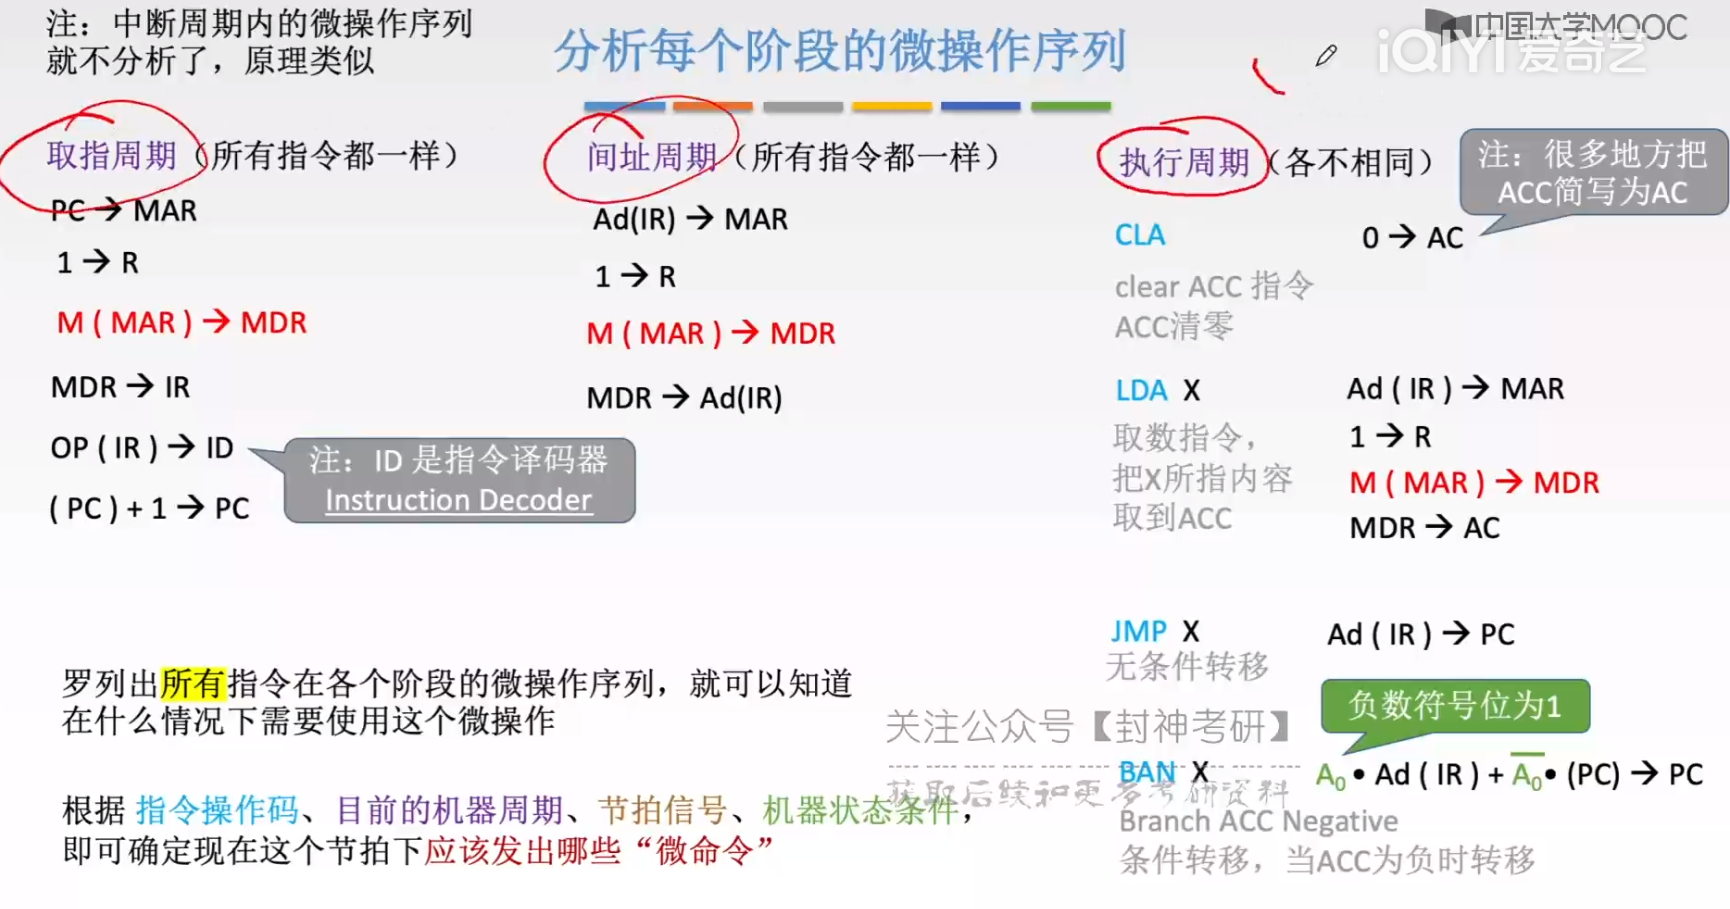 注：中断周期内的微操作序列
就不分析了，原理类似
分析每个阶段的微操作序列
中国大学MOOC
iQIYI 爱奇艺
取指周期（所有指令都一样）
PC → MAR
1 → R
M ( MAR ) → MDR
MDR → IR
OP ( IR ) → ID
( PC ) + 1 → PC
注：ID 是指令译码器
Instruction Decoder
间址周期（所有指令都一样）
Ad(IR) → MAR
1 → R
M ( MAR ) → MDR
MDR → Ad(IR)
执行周期（各不相同）
注：很多地方把
ACC简写为AC
CLA 0 → AC
clear ACC 指令
ACC清零
LDA X
取数指令，
把X所指内容
取到ACC
Ad ( IR ) → MAR
1 → R
M ( MAR ) → MDR
MDR → AC
JMP X Ad ( IR ) → PC
无条件转移
负数符号位为1
BAN X A₀ • Ad ( IR ) + A̅₀ • (PC) → PC
Branch ACC Negative
条件转移，当ACC为负时转移
罗列出所有指令在各个阶段的微操作序列，就可以知道
在什么情况下需要使用这个微操作
根据 指令操作码、目前的机器周期、节拍信号、机器状态条件，
即可确定现在这个节拍下应该发出哪些“微命令”
关注公众号【封神考研】
获取后续和更多考研资料